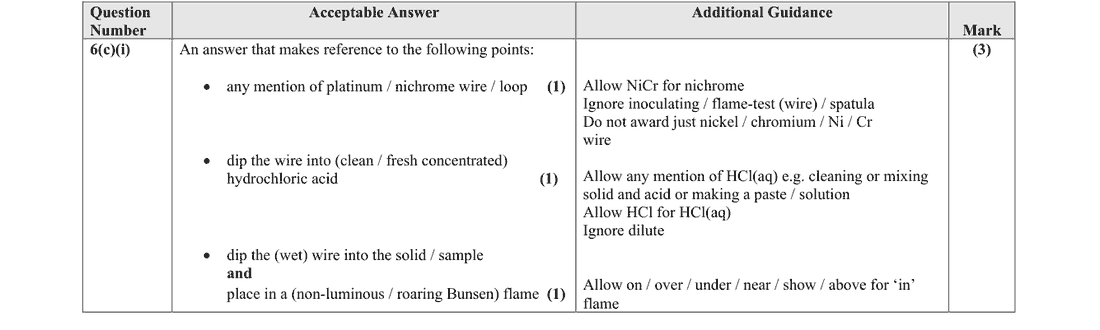 Question Number
Acceptable Answer
Additional Guidance
Mark
6(c)(i)
An answer that makes reference to the following points:
(3)
• any mention of platinum / nichrome wire / loop (1)
Allow NiCr for nichrome
Ignore inoculating / flame-test (wire) / spatula
Do not award just nickel / chromium / Ni / Cr
wire
• dip the wire into (clean / fresh concentrated)
hydrochloric acid (1)
Allow any mention of HCl(aq) e.g. cleaning or mixing
solid and acid or making a paste / solution
Allow HCl for HCl(aq)
Ignore dilute
• dip the (wet) wire into the solid / sample
and
place in a (non-luminous / roaring Bunsen) flame (1)
Allow on / over / under / near / show / above for ‘in’
flame